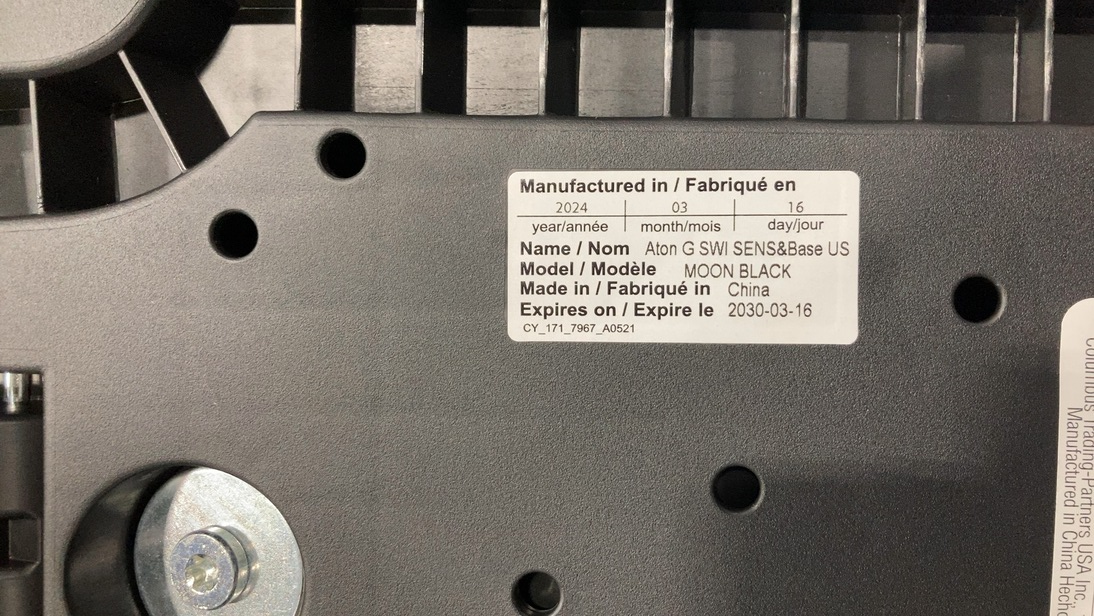 Manufactured in / Fabriqué en
2024 03 16
year/année month/mois day/jour
Name / Nom Aton G SWI SENS&Base US
Model / Modèle MOON BLACK
Made in / Fabriqué in China
Expires on / Expire le 2030-03-16
CY_171_7967_A0521
Columbus Trading-Partners USA Inc.
Manufactured in China